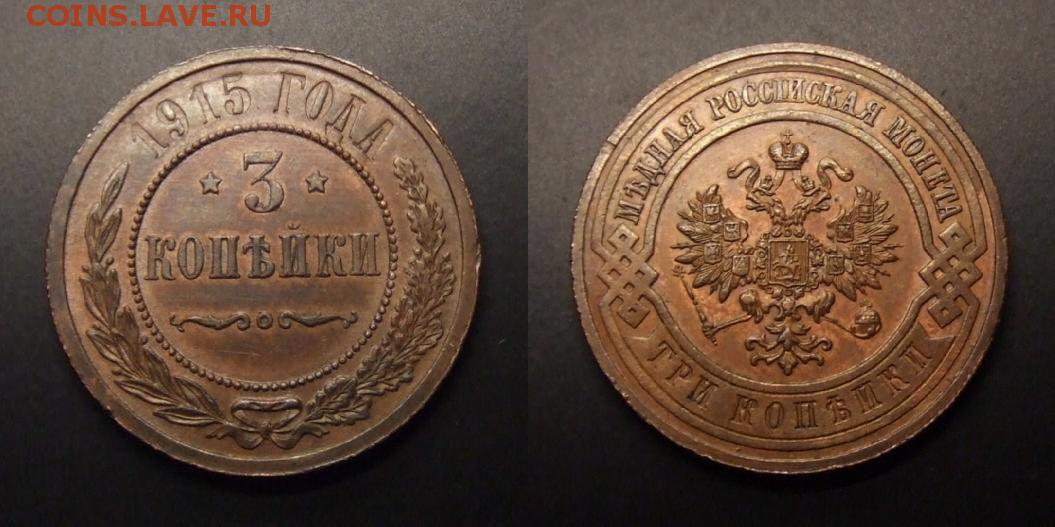 COINS.LAVE.RU
1915 ГОДА
3
КОПѢЙКИ
МѢДНАЯ РОССІЙСКАЯ МОНЕТА
ТРИ КОПѢЙКИ